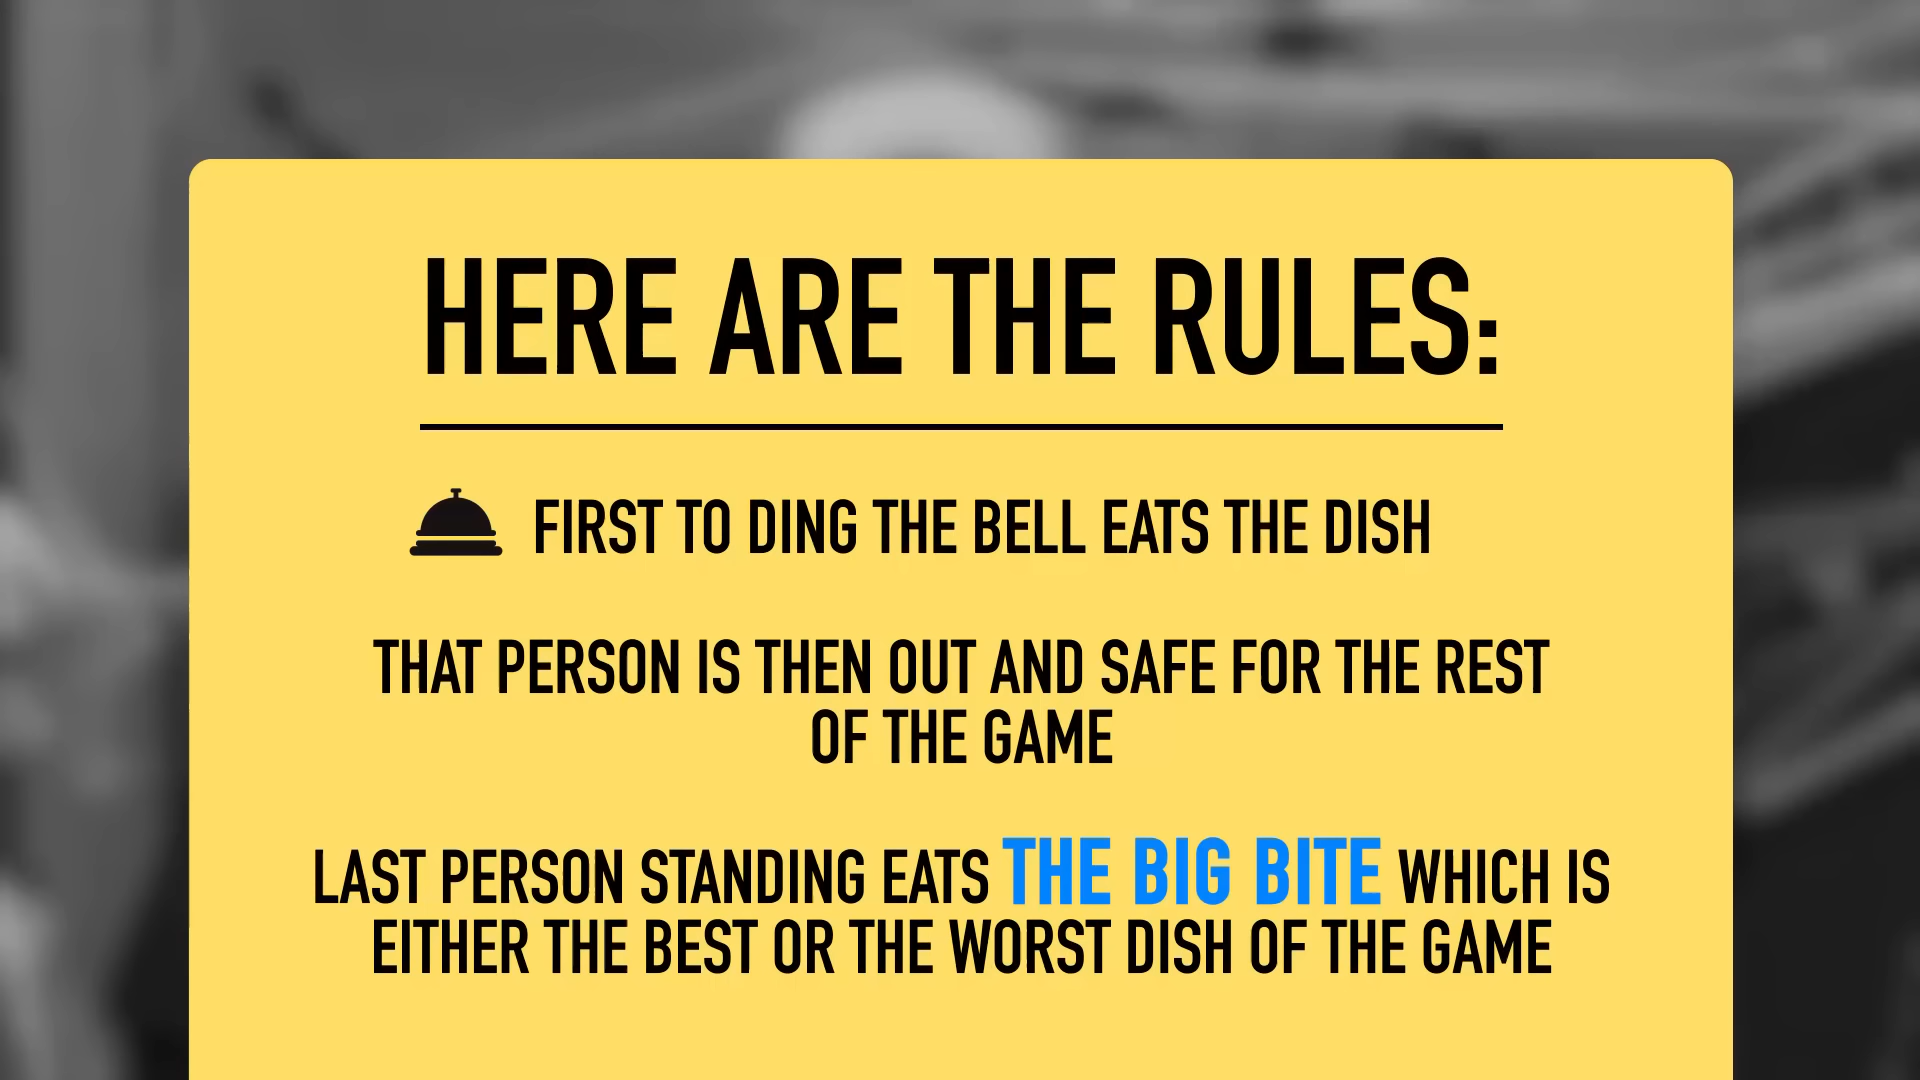 HERE ARE THE RULES:
FIRST TO DING THE BELL EATS THE DISH
THAT PERSON IS THEN OUT AND SAFE FOR THE REST
OF THE GAME
LAST PERSON STANDING EATS THE BIG BITE WHICH IS
EITHER THE BEST OR THE WORST DISH OF THE GAME